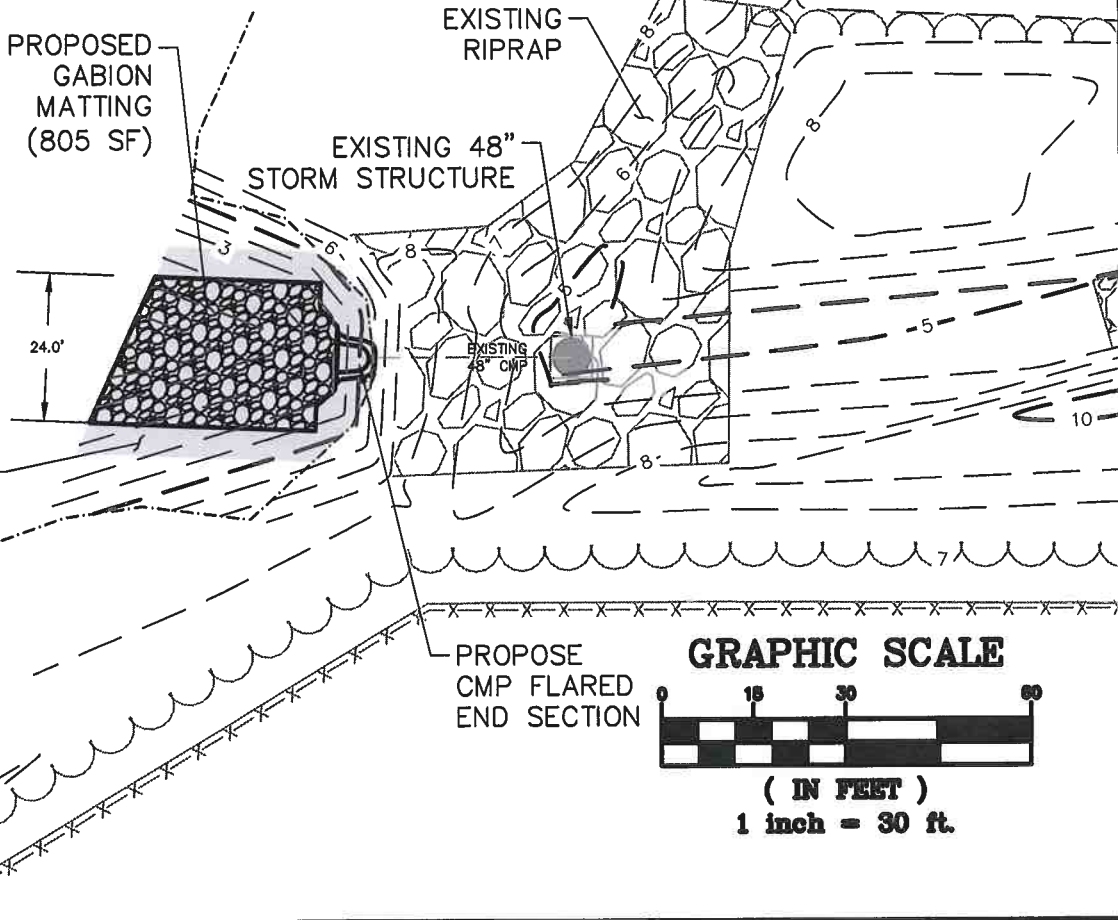 PROPOSED
GABION
MATTING
(805 SF)
EXISTING
RIPRAP
EXISTING 48"
STORM STRUCTURE
8
8
6
3
6
8
8
24.0'
EXISTING
48" CMP
5
10
8
7
PROPOSE
CMP FLARED
END SECTION
GRAPHIC SCALE
0 15 30 60
( IN FEET )
1 inch = 30 ft.